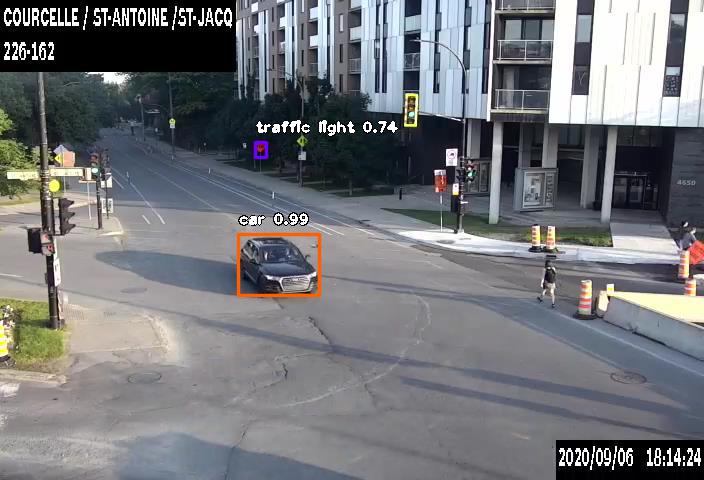 COURCELLE / ST-ANTOINE /ST-JACQ
226-162
traffic light 0.74
car 0.99
4650
2020/09/06 18:14:24